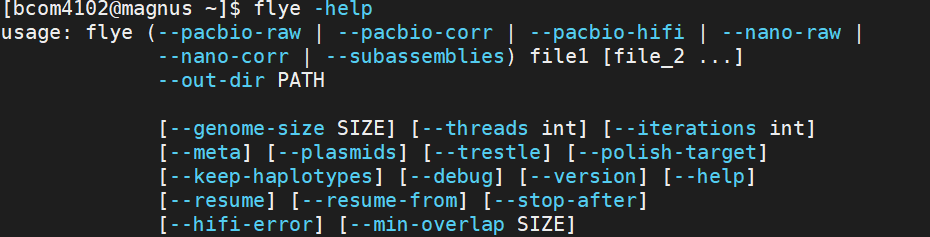 [bcom4102@magnus ~]$ flye -help
usage: flye (--pacbio-raw | --pacbio-corr | --pacbio-hifi | --nano-raw |
--nano-corr | --subassemblies) file1 [file_2 ...]
--out-dir PATH
[--genome-size SIZE] [--threads int] [--iterations int]
[--meta] [--plasmids] [--trestle] [--polish-target]
[--keep-haplotypes] [--debug] [--version] [--help]
[--resume] [--resume-from] [--stop-after]
[--hifi-error] [--min-overlap SIZE]